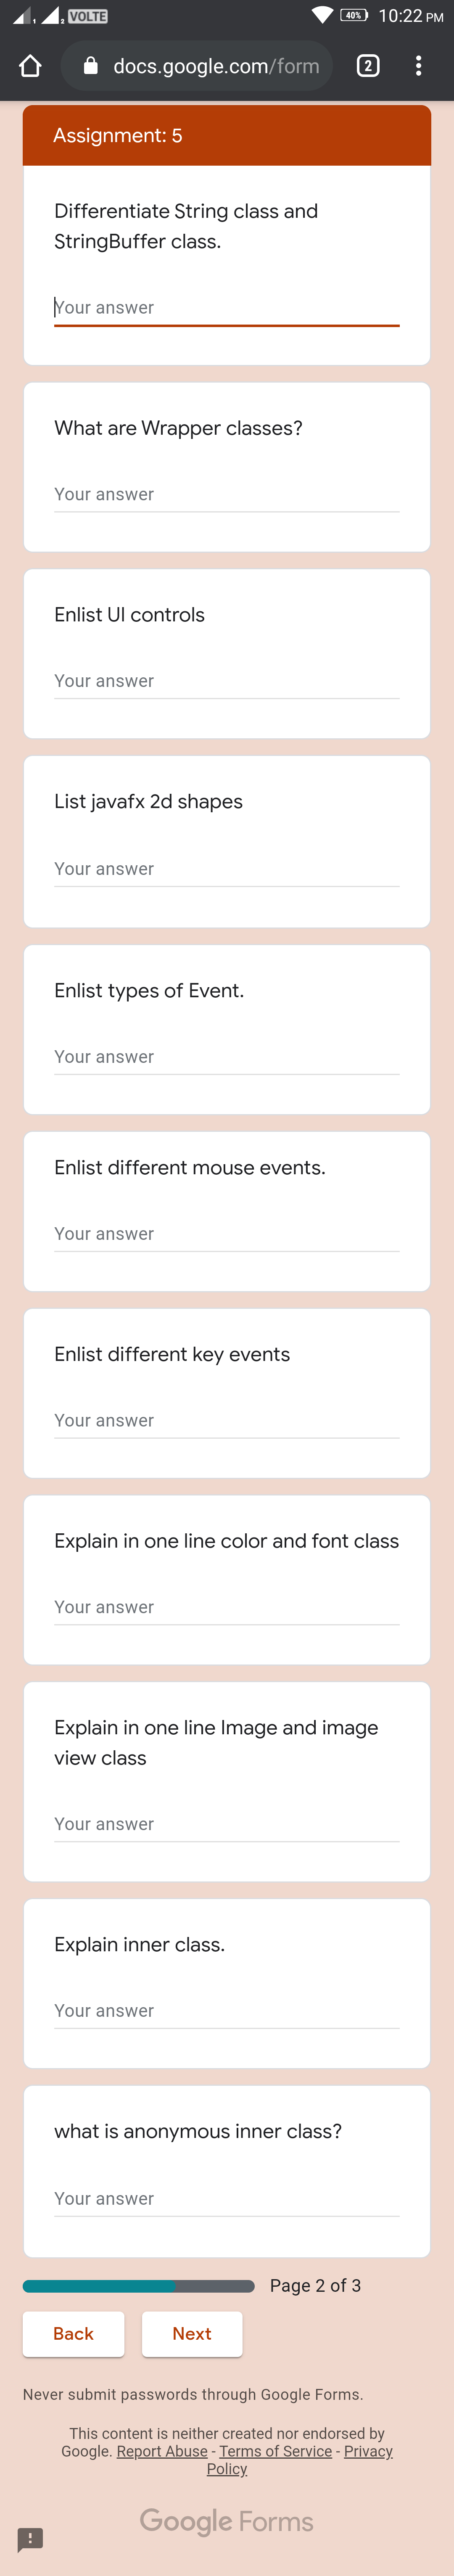 1 2 VOLTE 40% 10:22 PM
docs.google.com/form 2
Assignment: 5
Differentiate String class and
StringBuffer class.
Your answer
What are Wrapper classes?
Your answer
Enlist UI controls
Your answer
List javafx 2d shapes
Your answer
Enlist types of Event.
Your answer
Enlist different mouse events.
Your answer
Enlist different key events
Your answer
Explain in one line color and font class
Your answer
Explain in one line Image and image
view class
Your answer
Explain inner class.
Your answer
what is anonymous inner class?
Your answer
Page 2 of 3
Back Next
Never submit passwords through Google Forms.
This content is neither created nor endorsed by
Google. Report Abuse - Terms of Service - Privacy
Policy
Google Forms